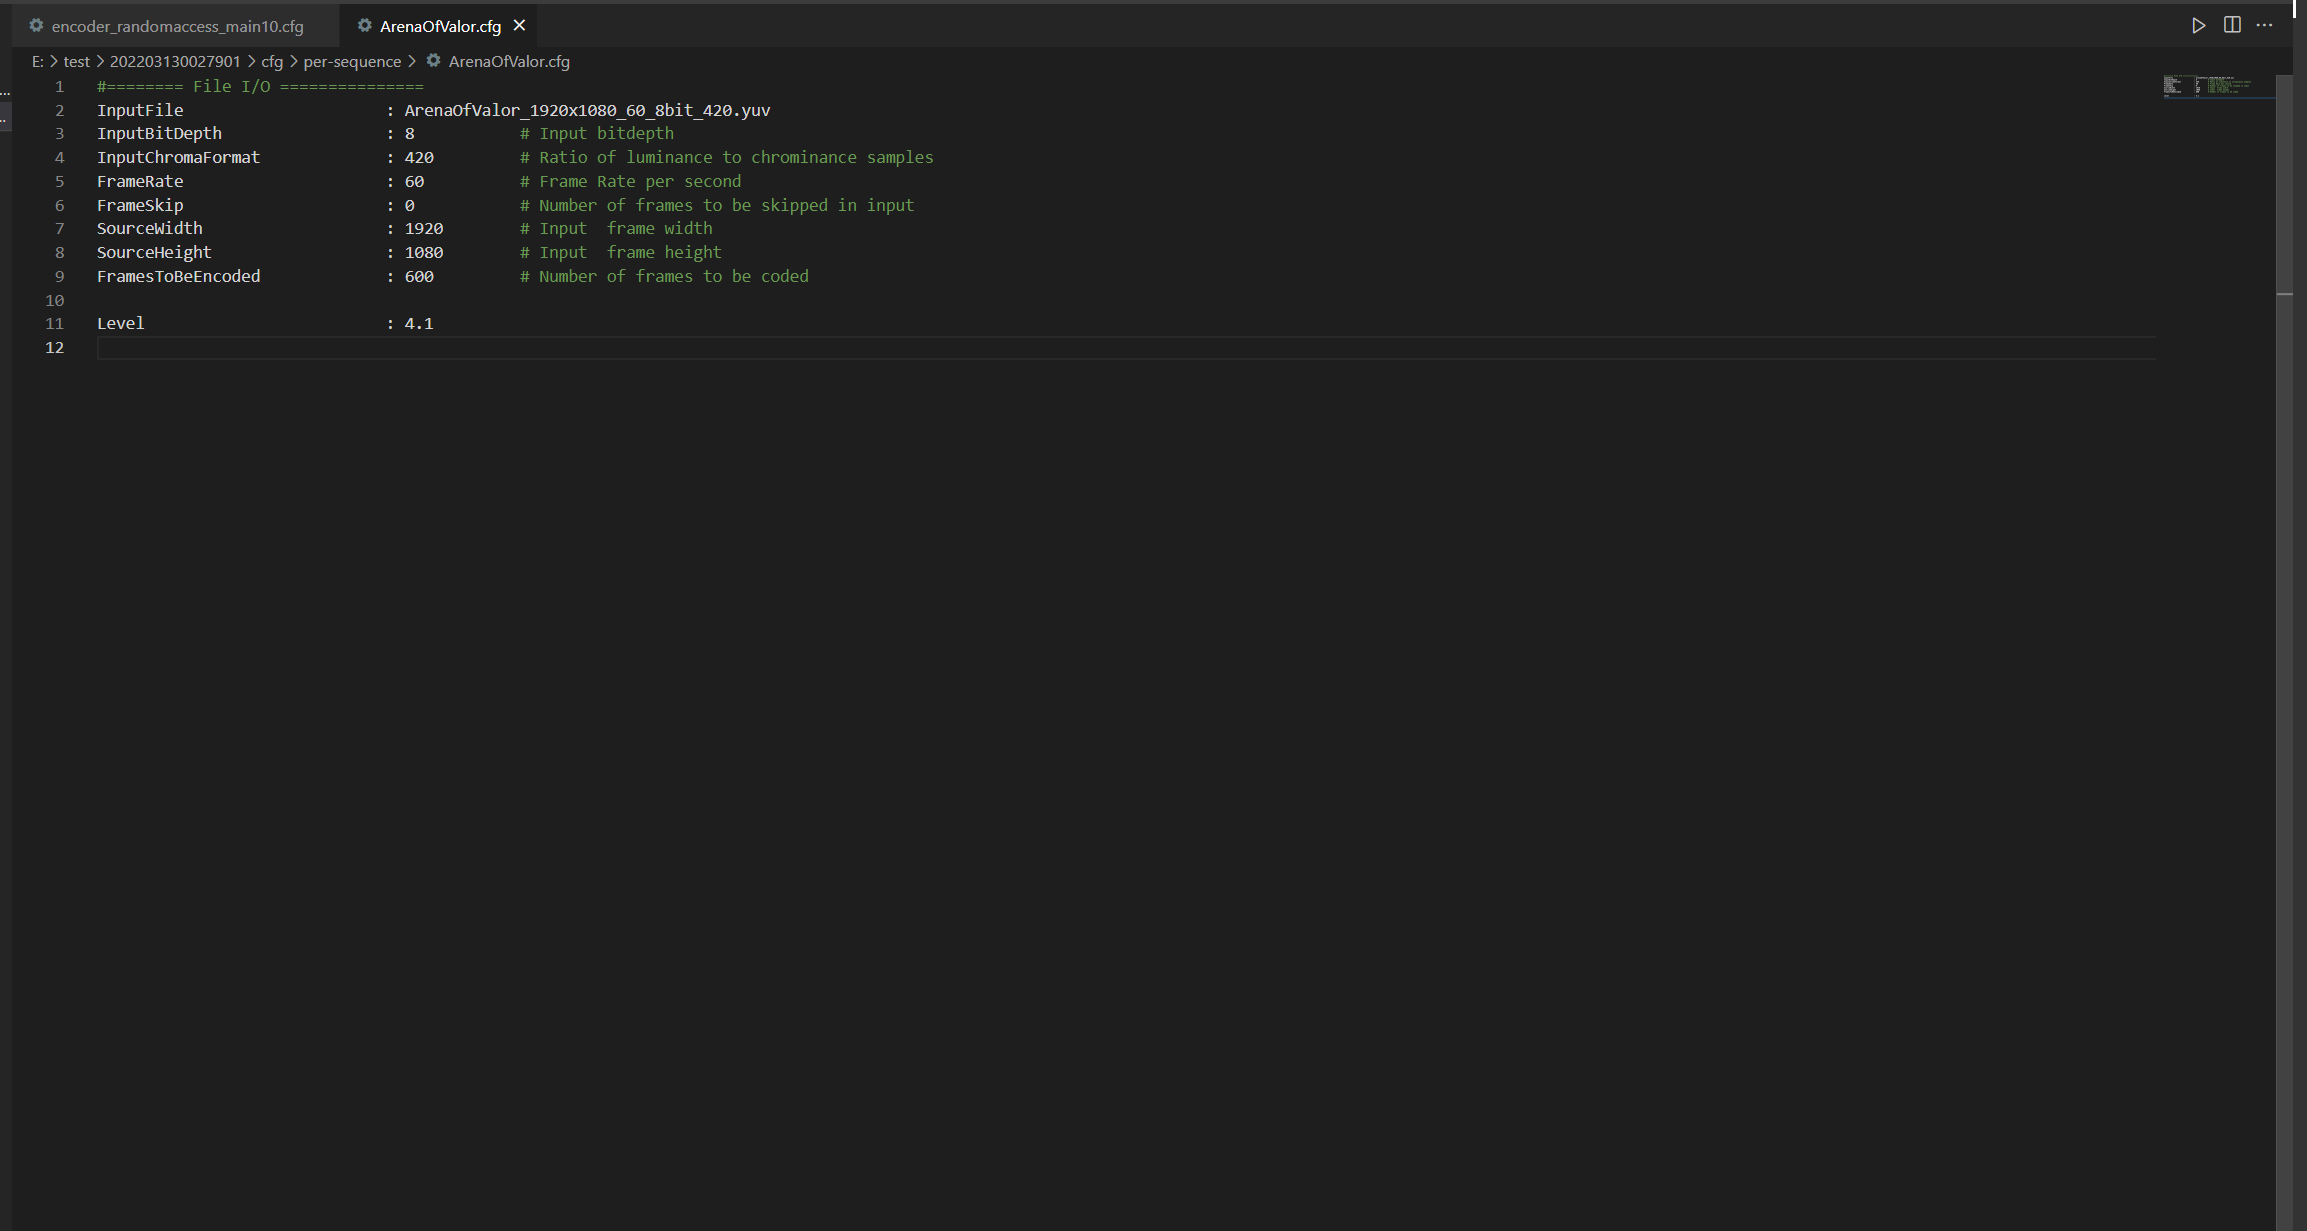 encoder_randomaccess_main10.cfg ArenaOfValor.cfg
E: > test > 202203130027901 > cfg > per-sequence > ArenaOfValor.cfg
1 #======== File I/O ===============
2 InputFile : ArenaOfValor_1920x1080_60_8bit_420.yuv
3 InputBitDepth : 8 # Input bitdepth
4 InputChromaFormat : 420 # Ratio of luminance to chrominance samples
5 FrameRate : 60 # Frame Rate per second
6 FrameSkip : 0 # Number of frames to be skipped in input
7 SourceWidth : 1920 # Input  frame width
8 SourceHeight : 1080 # Input  frame height
9 FramesToBeEncoded : 600 # Number of frames to be coded
10
11 Level : 4.1
12